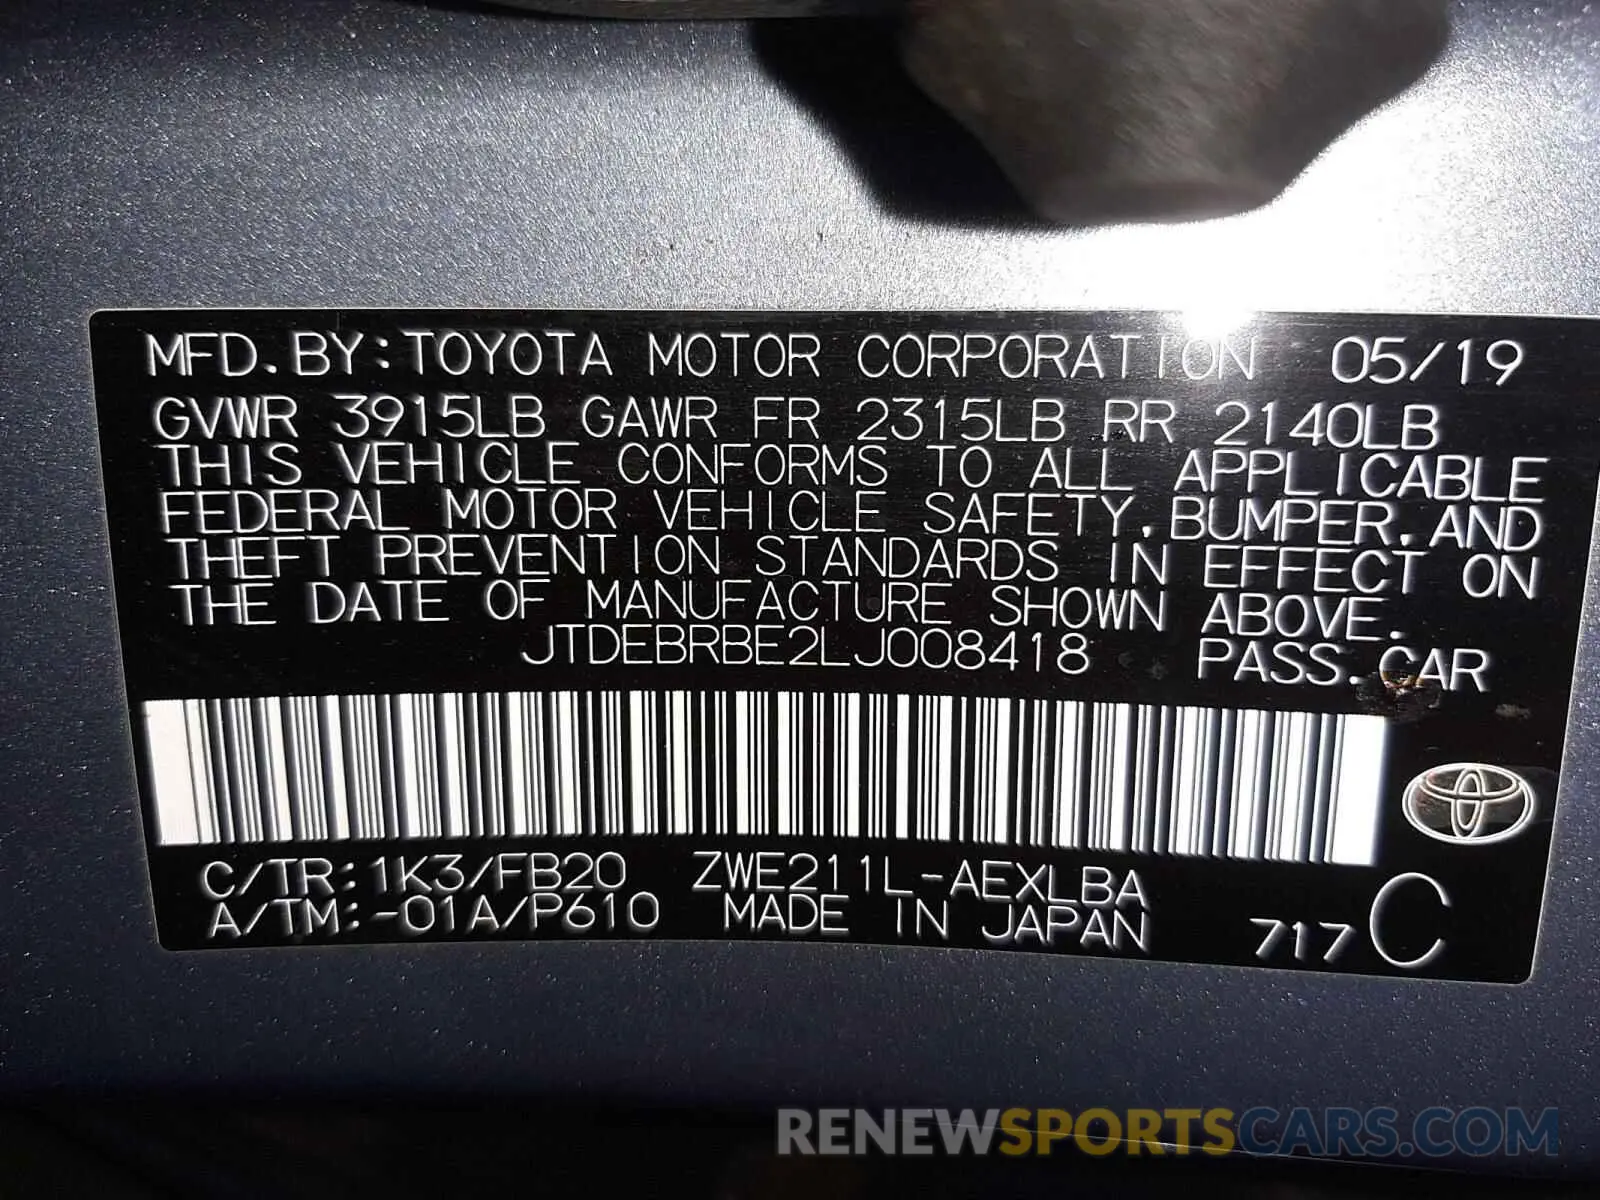 MFD. BY: TOYOTA MOTOR CORPORATION 05/19
GVWR 3915LB GAWR FR 2315LB RR 2140LB
THIS VEHICLE CONFORMS TO ALL APPLICABLE
FEDERAL MOTOR VEHICLE SAFETY, BUMPER, AND
THEFT PREVENTION STANDARDS IN EFFECT ON
THE DATE OF MANUFACTURE SHOWN ABOVE.
JTDEBRBE2LJ008418 PASS. CAR
C/TR: 1K3/FB20 ZWE211L-AEXLBA
A/TM: -01A/P610 MADE IN JAPAN 717 C
RENEWSPORTSCARS.COM